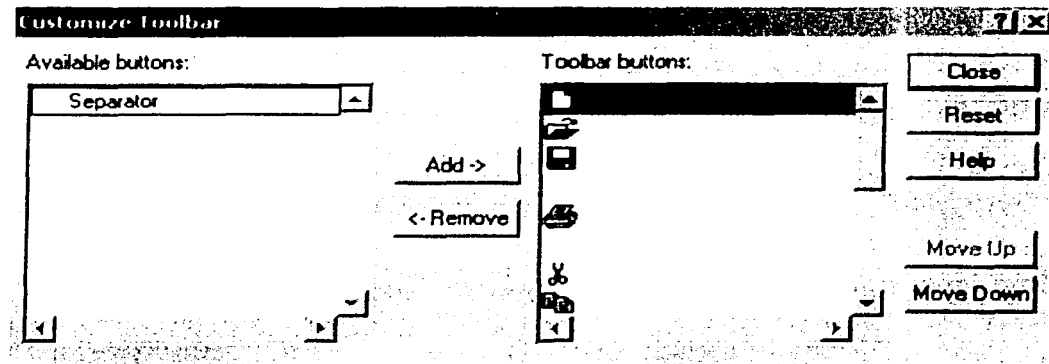 Customize Toolbar
Available buttons:
Toolbar buttons:
Close
Separator
Reset
Add ->
Help
<- Remove
Move Up
Move Down